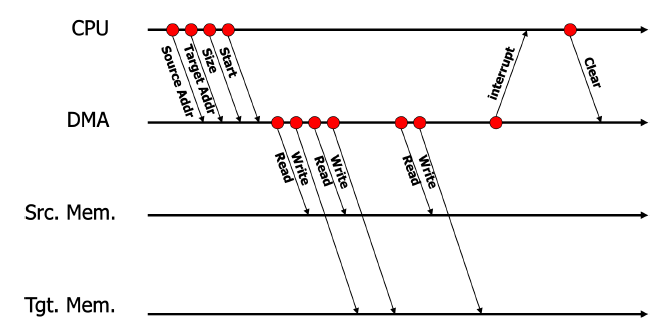 CPU
Source Addr
Target Addr
Size
Start
interrupt
Clear
DMA
Read
Write
Read
Write
Read
Write
Src. Mem.
Tgt. Mem.